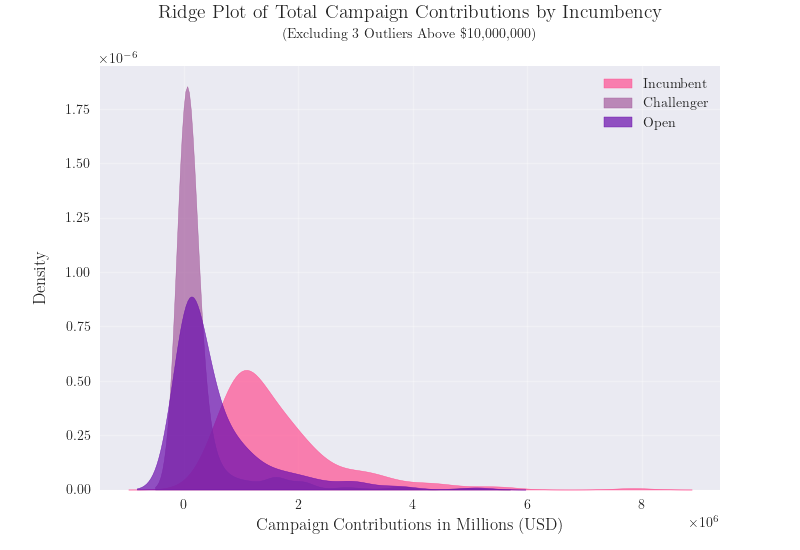 Ridge Plot of Total Campaign Contributions by Incumbency
(Excluding 3 Outliers Above $10,000,000)
×10⁻⁶
Incumbent
Challenger
Open
1.75
1.50
1.25
1.00
0.75
0.50
0.25
0.00
Density
0 2 4 6 8
Campaign Contributions in Millions (USD)
×10⁶